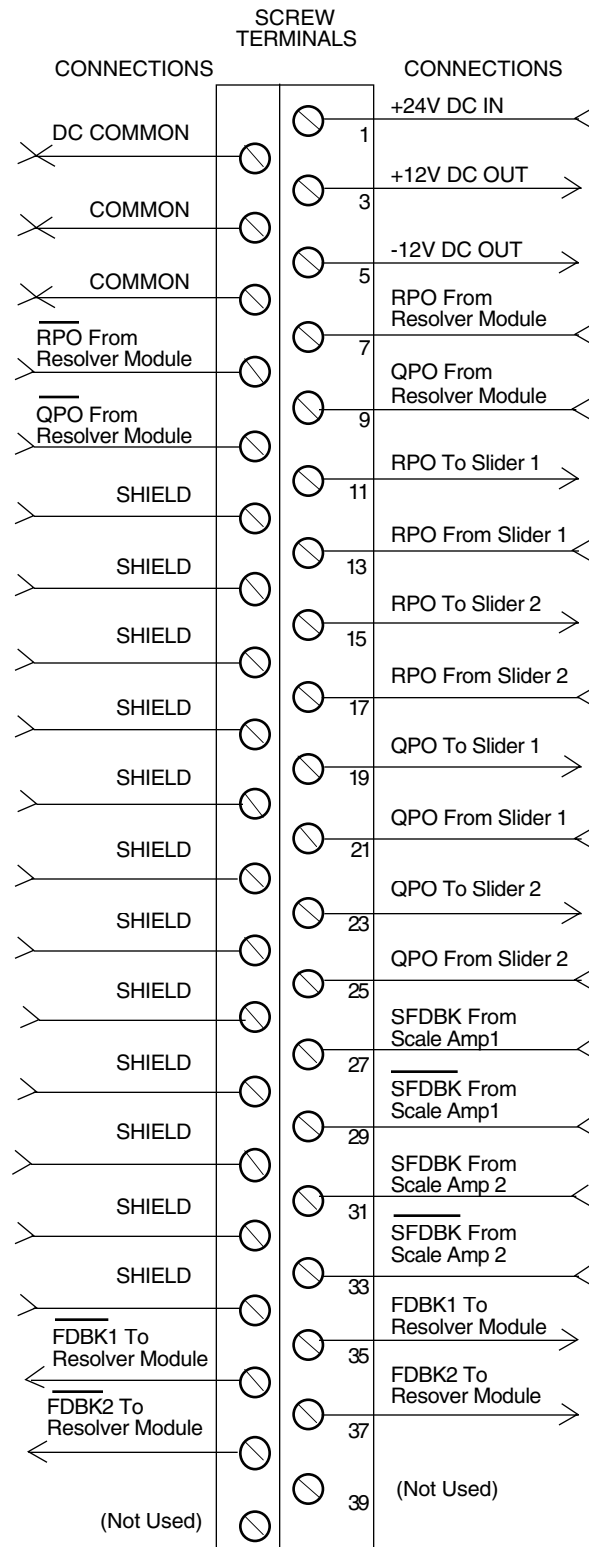 SCREW
TERMINALS
CONNECTIONS
CONNECTIONS
+24V DC IN
1
DC COMMON
+12V DC OUT
3
COMMON
-12V DC OUT
5
COMMON
RPO From
Resolver Module
7
RPO From
Resolver Module
QPO From
Resolver Module
9
QPO From
Resolver Module
RPO To Slider 1
11
SHIELD
RPO From Slider 1
13
SHIELD
RPO To Slider 2
15
SHIELD
RPO From Slider 2
17
SHIELD
QPO To Slider 1
19
SHIELD
QPO From Slider 1
21
SHIELD
QPO To Slider 2
23
SHIELD
QPO From Slider 2
25
SHIELD
SFDBK From
Scale Amp1
27
SHIELD
SFDBK From
Scale Amp1
29
SHIELD
SFDBK From
Scale Amp 2
31
SHIELD
SFDBK From
Scale Amp 2
33
SHIELD
FDBK1 To
Resolver Module
35
FDBK1 To
Resolver Module
FDBK2 To
Resover Module
37
FDBK2 To
Resolver Module
(Not Used)
39
(Not Used)